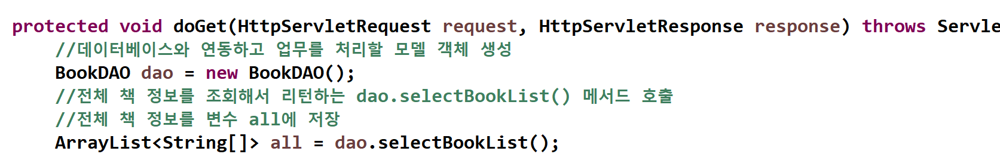 protected void doGet(HttpServletRequest request, HttpServletResponse response) throws Servle
//데이터베이스와 연동하고 업무를 처리할 모델 객체 생성
BookDAO dao = new BookDAO();
//전체 책 정보를 조회해서 리턴하는 dao.selectBookList() 메서드 호출
//전체 책 정보를 변수 all에 저장
ArrayList<String[]> all = dao.selectBookList();